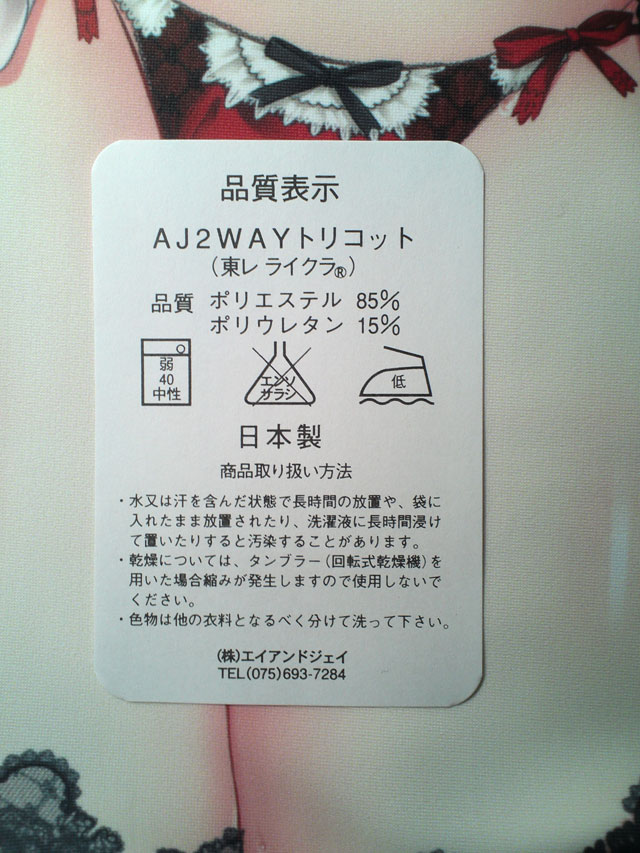 品質表示
AJ2WAYトリコット
（東レ ライクラ®）
品質 ポリエステル 85%
ポリウレタン 15%
弱
40
中性
エンソ
サラシ
低
日本製
商品取り扱い方法
・水又は汗を含んだ状態で長時間の放置や、袋に
入れたまま放置されたり、洗濯液に長時間浸け
て置いたりすると汚染することがあります。
・乾燥については、タンブラー（回転式乾燥機）を
用いた場合縮みが発生しますので使用しないで
ください。
・色物は他の衣料となるべく分けて洗って下さい。
（株）エイアンドジェイ
TEL（075）693-7284